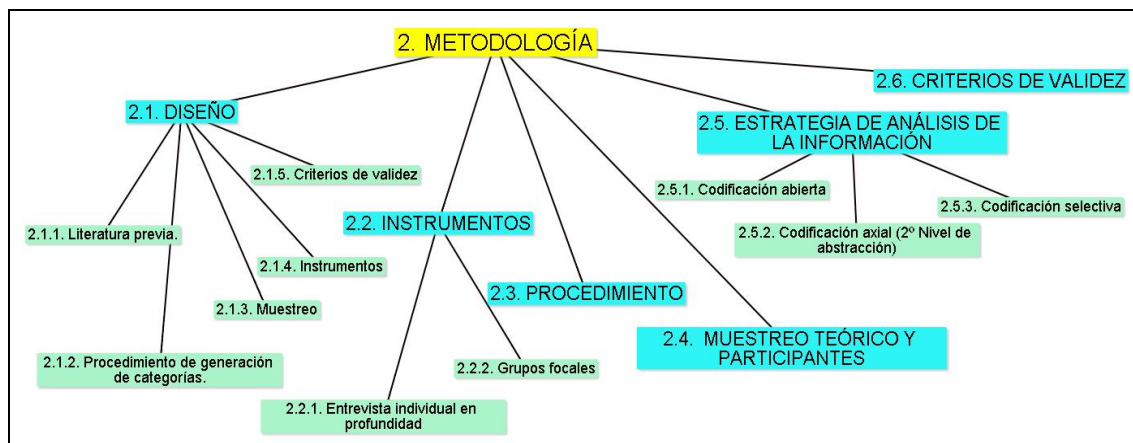 2. METODOLOGÍA
2.1. DISEÑO
2.1.1. Literatura previa.
2.1.2. Procedimiento de generación
de categorías.
2.1.3. Muestreo
2.1.4. Instrumentos
2.1.5. Criterios de validez
2.2. INSTRUMENTOS
2.2.1. Entrevista individual en
profundidad
2.2.2. Grupos focales
2.3. PROCEDIMIENTO
2.4. MUESTREO TEÓRICO Y
PARTICIPANTES
2.5. ESTRATEGIA DE ANÁLISIS DE
LA INFORMACIÓN
2.5.1. Codificación abierta
2.5.2. Codificación axial (2º Nivel de
abstracción)
2.5.3. Codificación selectiva
2.6. CRITERIOS DE VALIDEZ